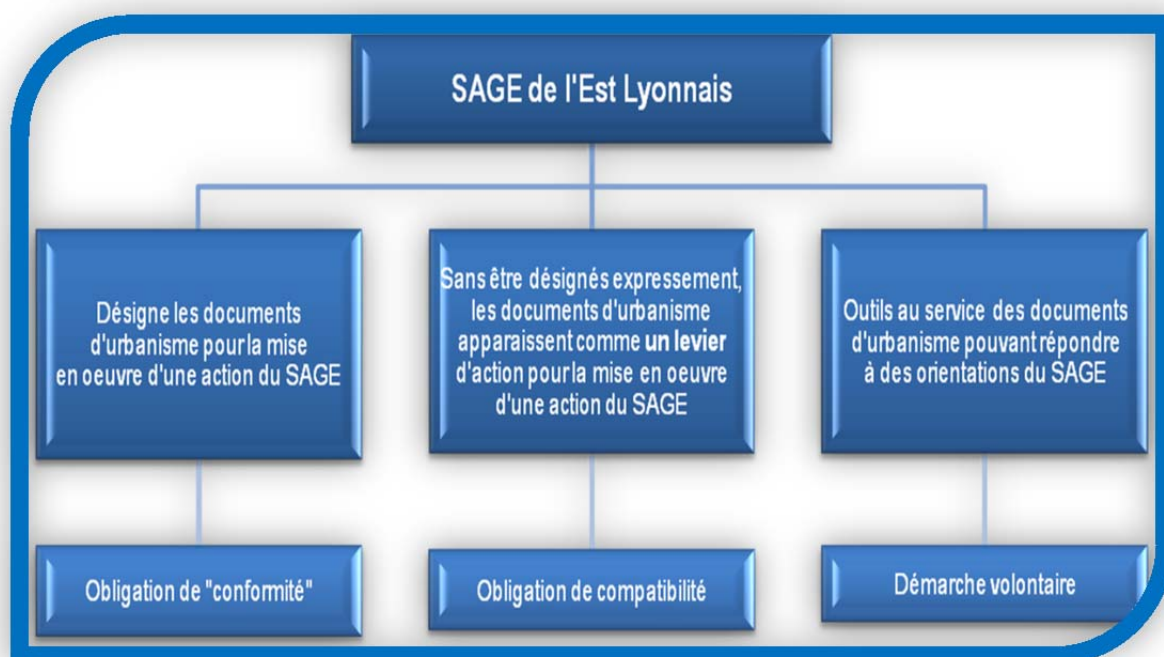 SAGE de l'Est Lyonnais
Désigne les documents
d'urbanisme pour la mise
en oeuvre d'une action du SAGE
Sans être désignés expressement,
les documents d'urbanisme
apparaissent comme un levier
d'action pour la mise en oeuvre
d'une action du SAGE
Outils au service des documents
d'urbanisme pouvant répondre
à des orientations du SAGE
Obligation de "conformité"
Obligation de compatibilité
Démarche volontaire